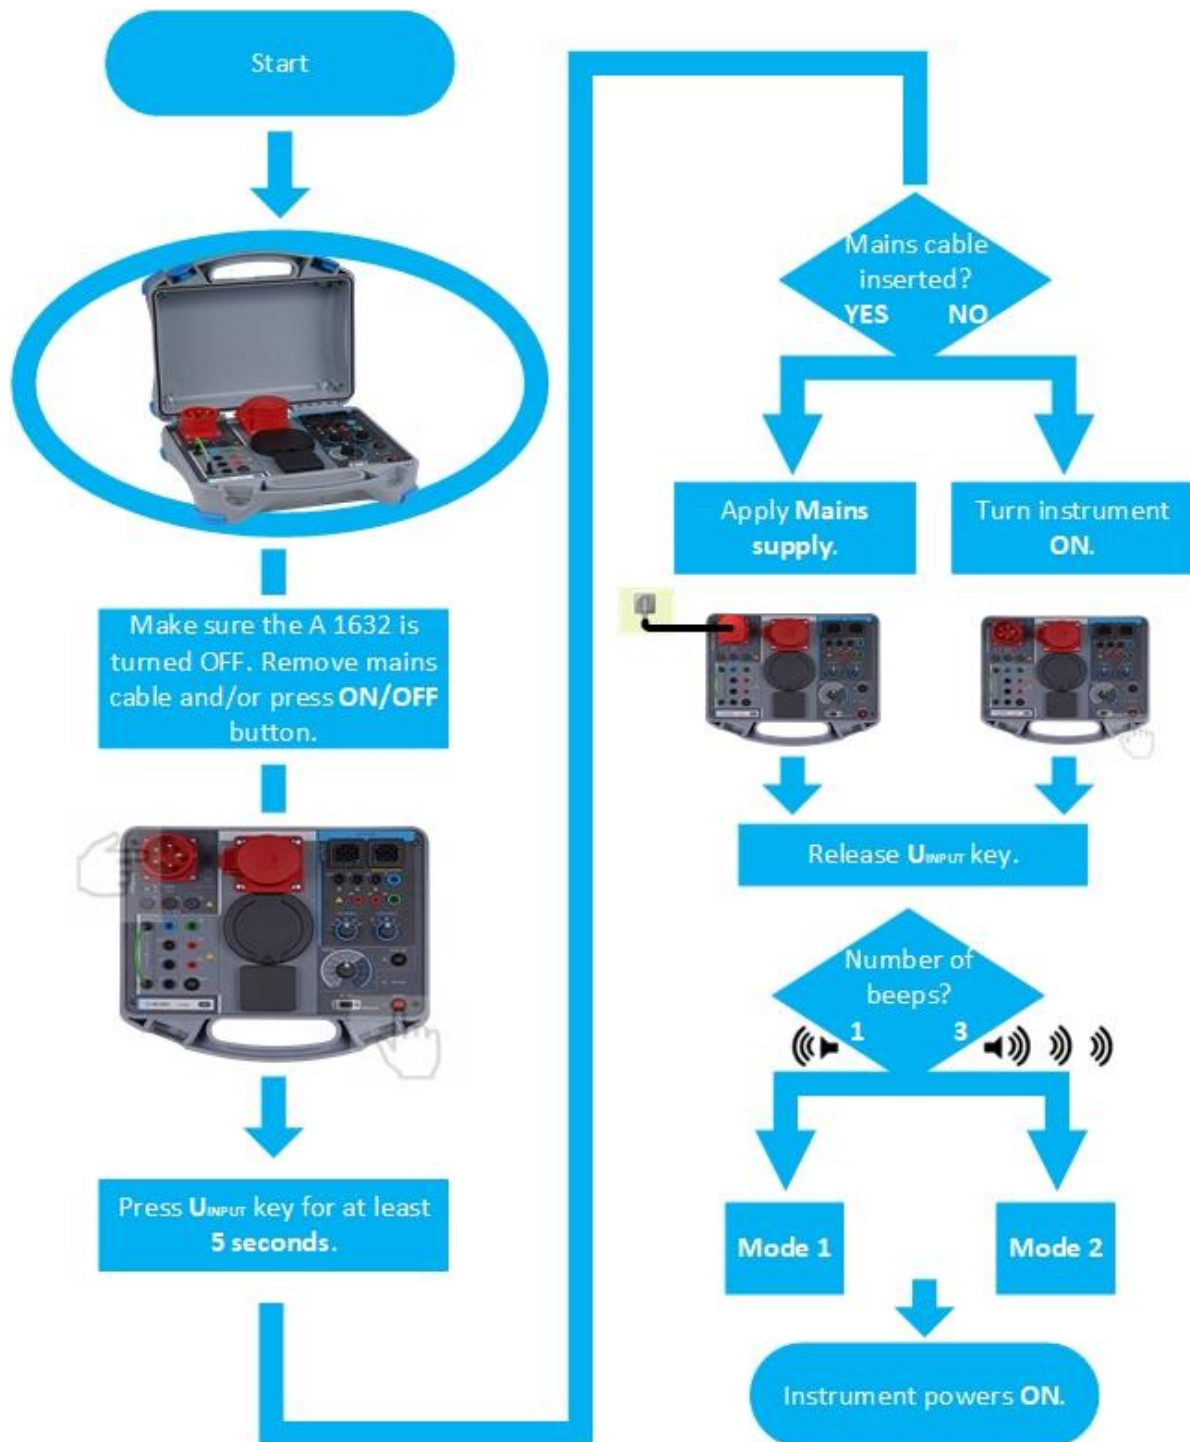 Start
Make sure the A 1632 is
turned OFF. Remove mains
cable and/or press ON/OFF
button.
Press UINPUT key for at least
5 seconds.
Mains cable
inserted?
YES NO
Apply Mains
supply.
Turn instrument
ON.
Release UINPUT key.
Number of
beeps?
1 3
Mode 1
Mode 2
Instrument powers ON.